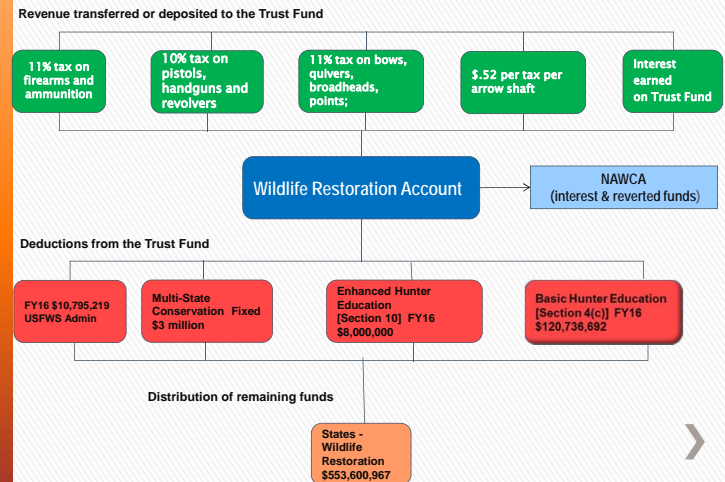 Revenue transferred or deposited to the Trust Fund
11% tax on
firearms and
ammunition
10% tax on
pistols,
handguns and
revolvers
11% tax on bows,
quivers,
broadheads,
points;
$.52 per tax per
arrow shaft
Interest
earned
on Trust Fund
Wildlife Restoration Account
NAWCA
(interest & reverted funds)
Deductions from the Trust Fund
FY16 $10,795,219
USFWS Admin
Multi-State
Conservation Fixed
$3 million
Enhanced Hunter
Education
[Section 10] FY16
$8,000,000
Basic Hunter Education
[Section 4(c)] FY16
$120,736,692
Distribution of remaining funds
States -
Wildlife
Restoration
$553,600,967